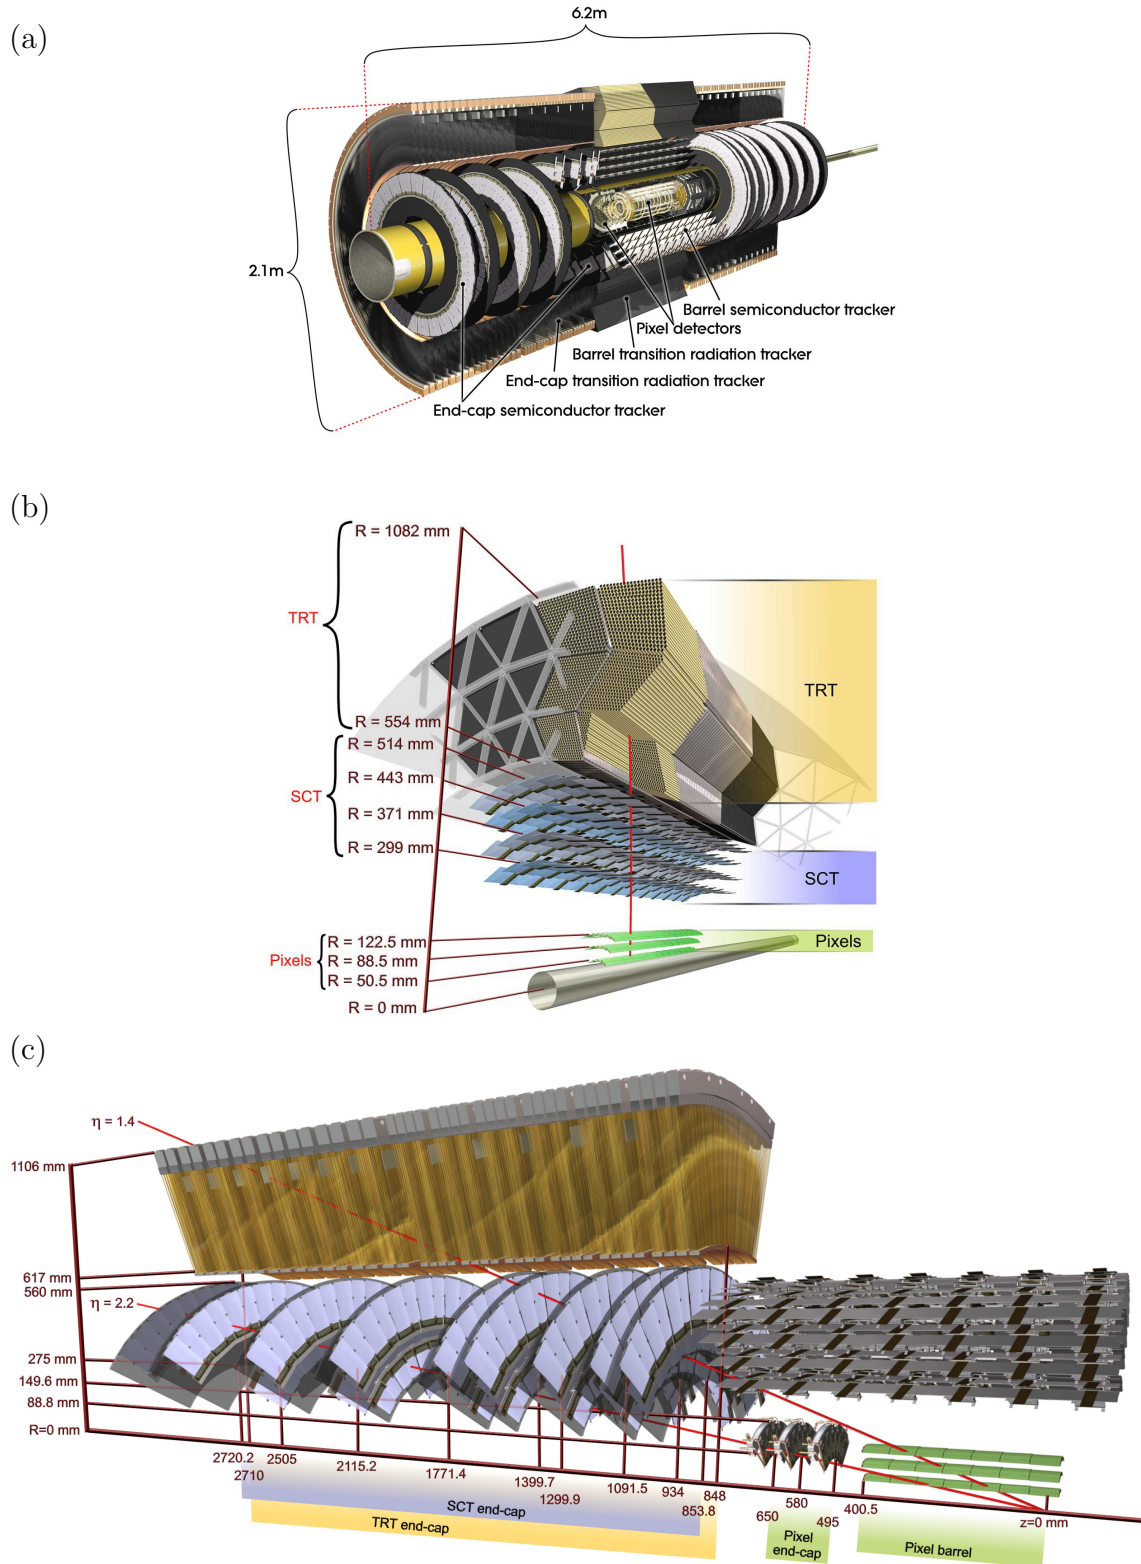 (a)
6.2m
2.1m
Barrel semiconductor tracker
Pixel detectors
Barrel transition radiation tracker
End-cap transition radiation tracker
End-cap semiconductor tracker
(b)
R = 1082 mm
TRT
TRT
R = 554 mm
R = 514 mm
R = 443 mm
SCT
R = 371 mm
R = 299 mm
SCT
R = 122.5 mm
Pixels
R = 88.5 mm
Pixels
R = 50.5 mm
R = 0 mm
(c)
η = 1.4
1106 mm
617 mm
560 mm
η = 2.2
275 mm
149.6 mm
88.8 mm
R=0 mm
2720.2
2710
2505
2115.2
1771.4
1399.7
1299.9
1091.5
934
853.8
848
650
580
495
400.5
z=0 mm
SCT end-cap
TRT end-cap
Pixel
end-cap
Pixel barrel